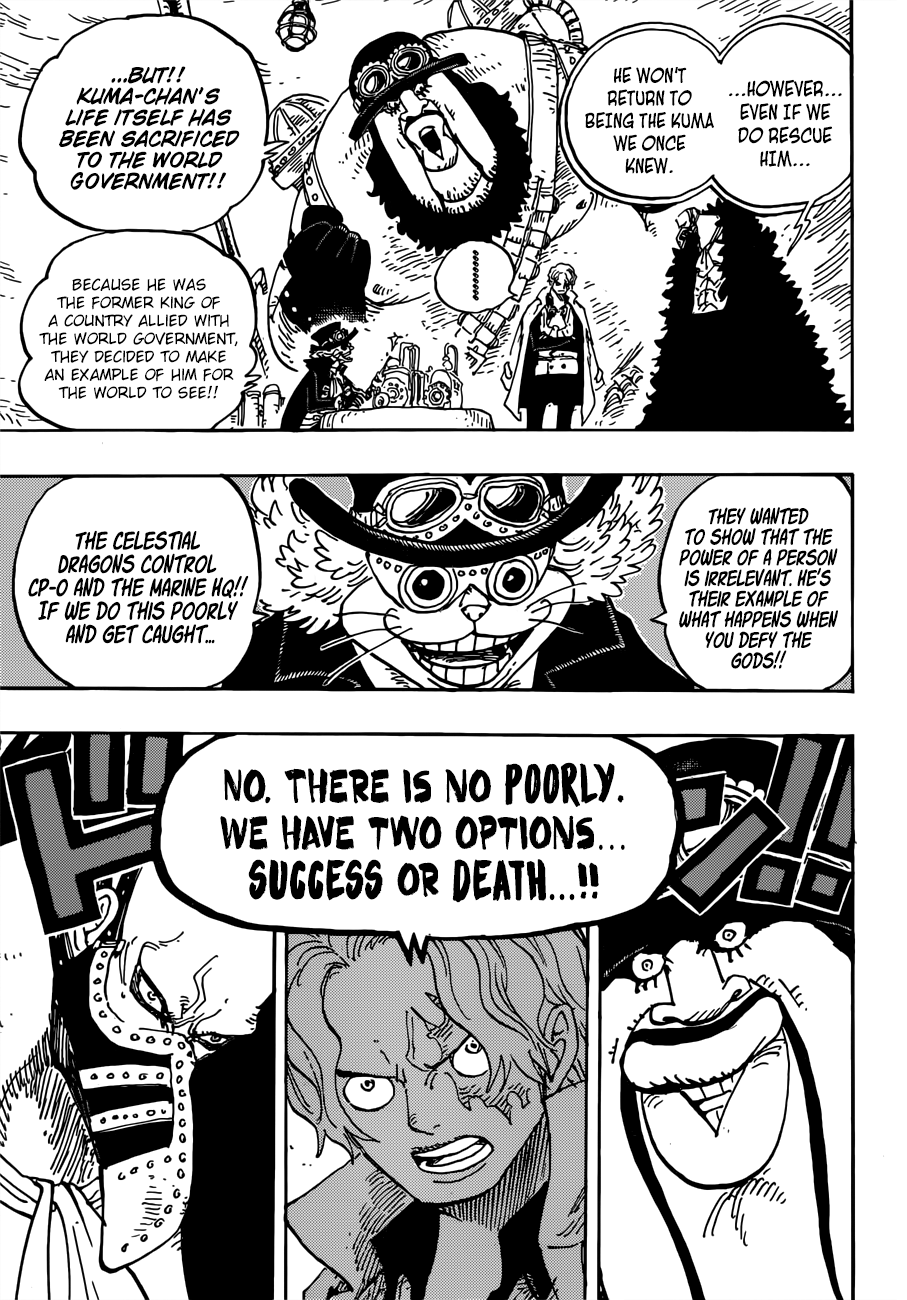 ...HOWEVER
EVEN IF WE
DO RESCUE
HIM...
HE WON'T
RETURN TO
BEING THE KUMA
WE ONCE
KNEW.
...BUT!!
KUMA-CHAN'S
LIFE ITSELF HAS
BEEN SACRIFICED
TO THE WORLD
GOVERNMENT!!
BECAUSE HE WAS
THE FORMER KING OF
A COUNTRY ALLIED WITH
THE WORLD GOVERNMENT,
THEY DECIDED TO MAKE
AN EXAMPLE OF HIM FOR
THE WORLD TO SEE!!
THEY WANTED
TO SHOW THAT THE
POWER OF A PERSON
IS IRRELEVANT. HE'S
THEIR EXAMPLE OF
WHAT HAPPENS WHEN
YOU DEFY THE
GODS!!
THE CELESTIAL
DRAGONS CONTROL
CP-0 AND THE MARINE HQ!!
IF WE DO THIS POORLY
AND GET CAUGHT...
NO. THERE IS NO POORLY.
WE HAVE TWO OPTIONS...
SUCCESS OR DEATH...!!
ドン!!